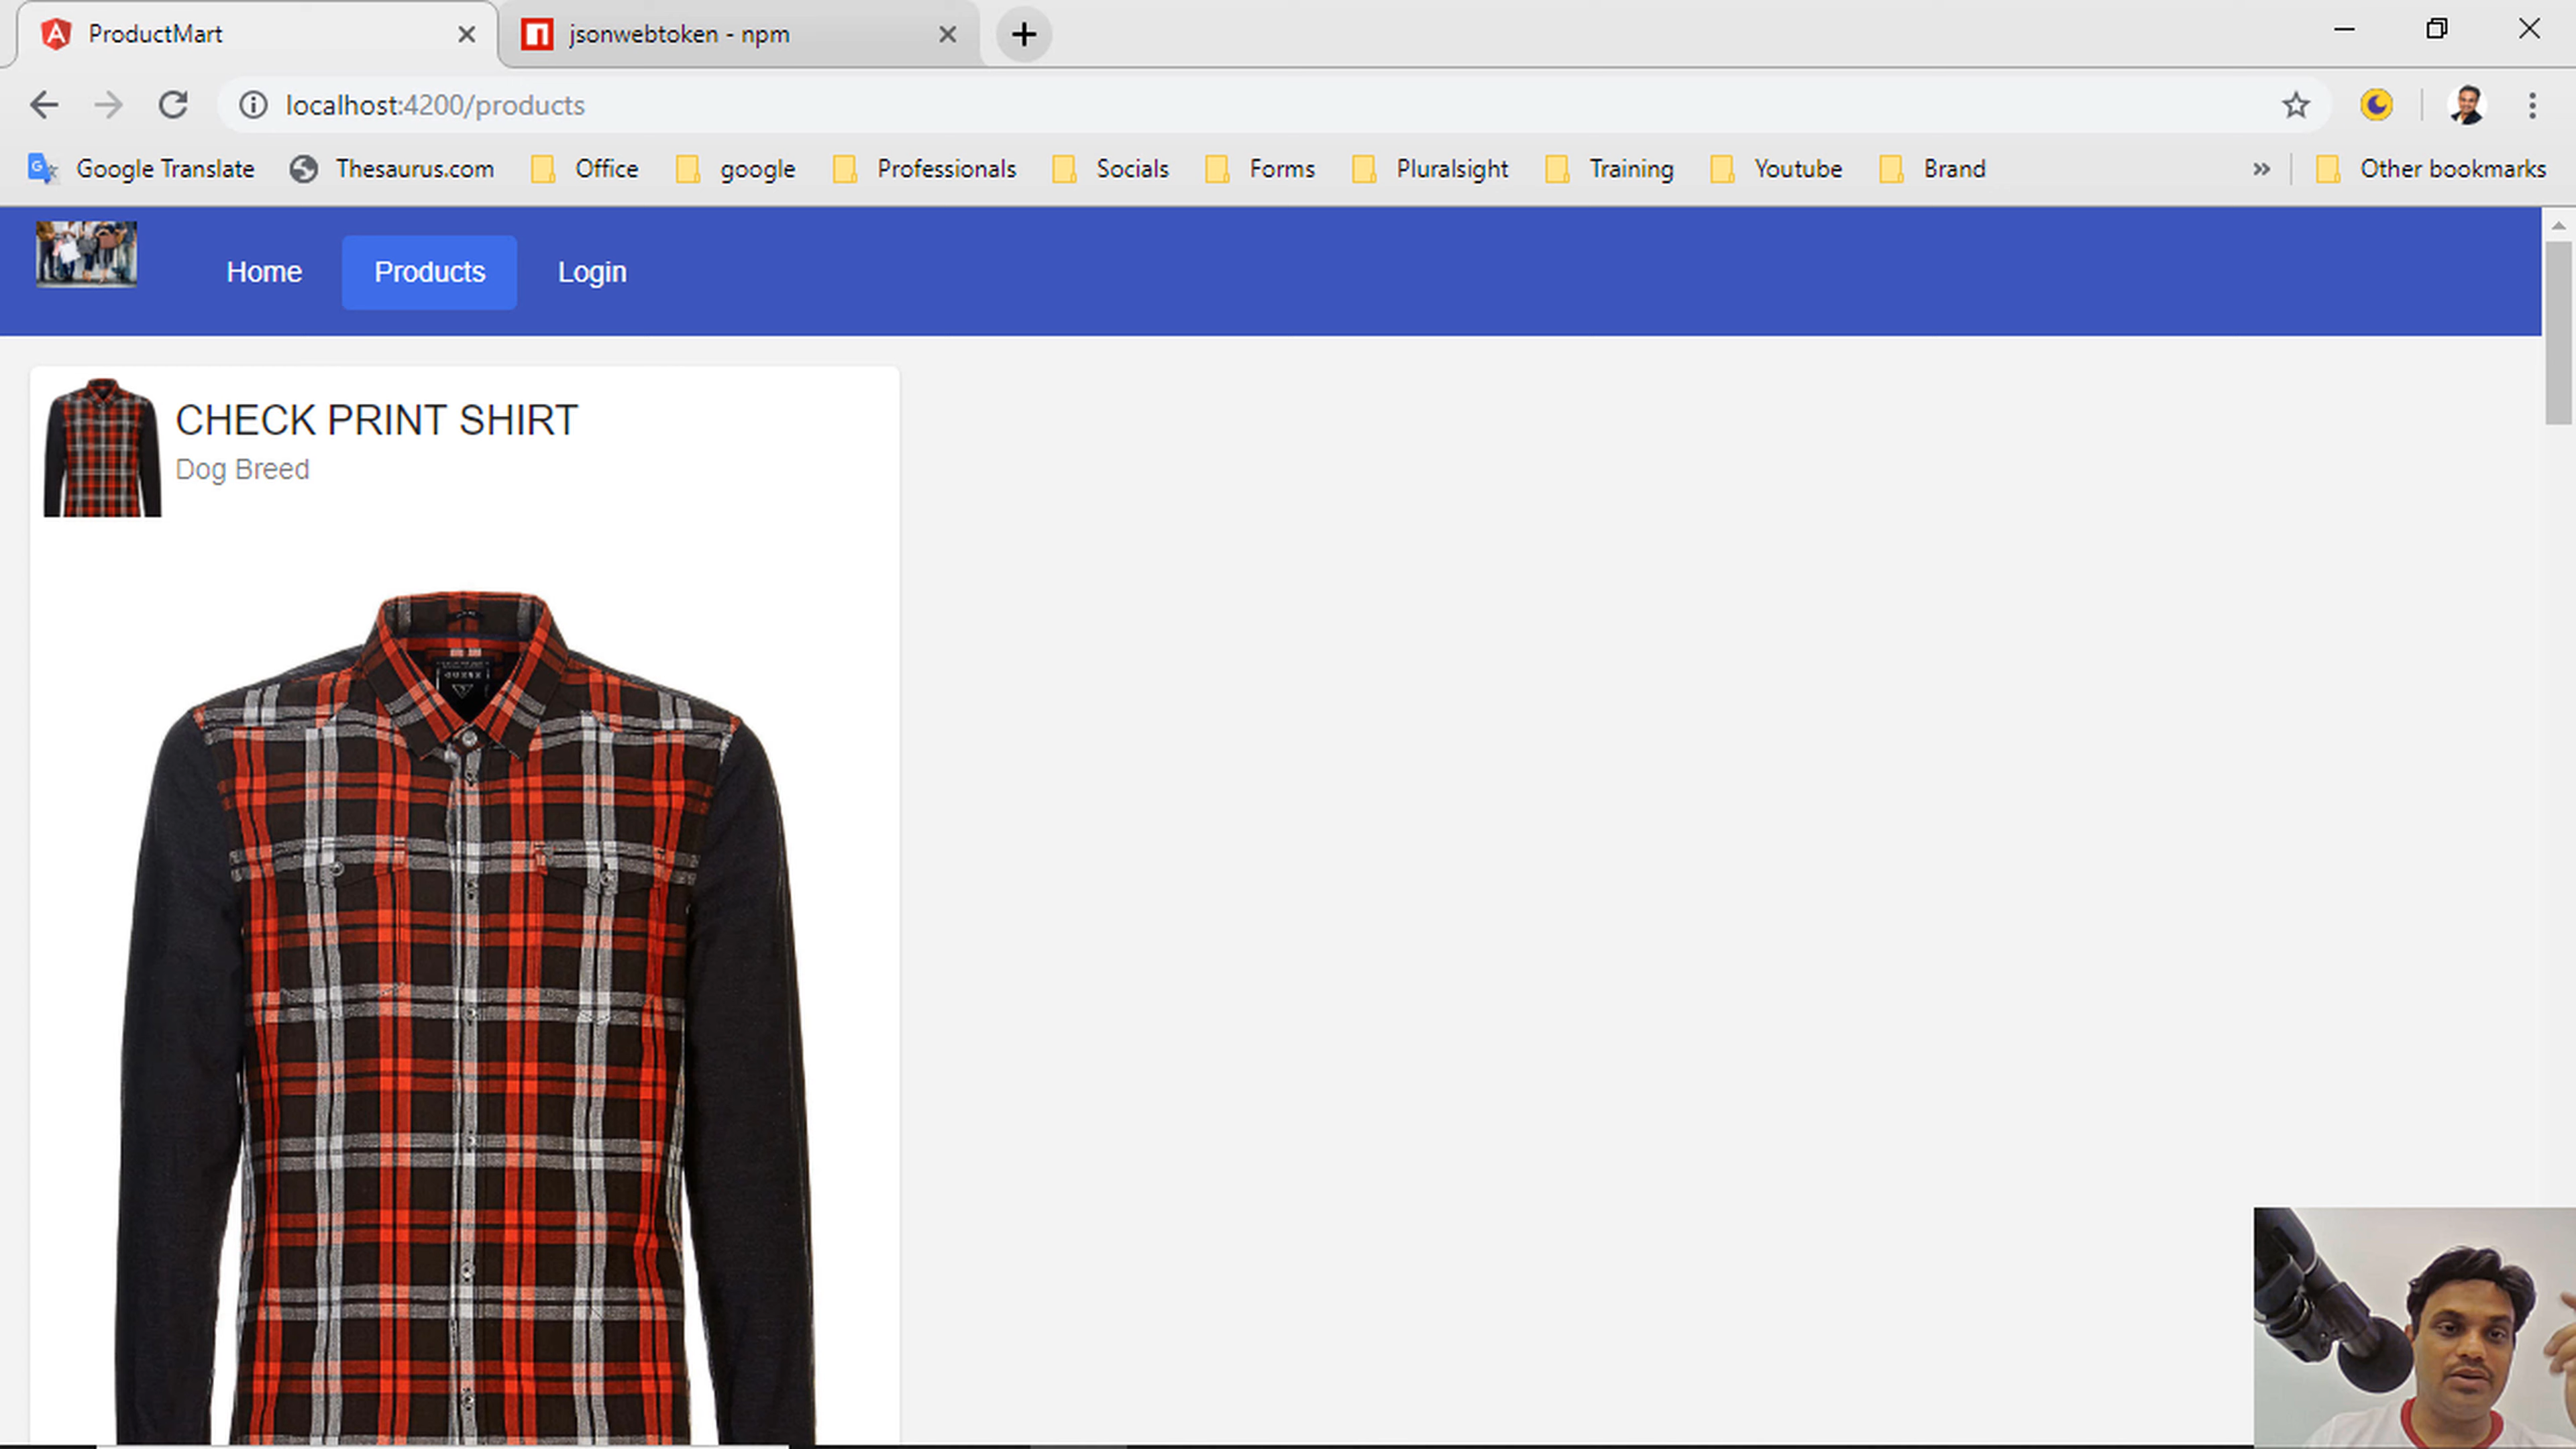 ProductMart
jsonwebtoken - npm
localhost:4200/products
Google Translate
Thesaurus.com
Office
google
Professionals
Socials
Forms
Pluralsight
Training
Youtube
Brand
»
Other bookmarks
Home
Products
Login
CHECK PRINT SHIRT
Dog Breed
GUESS